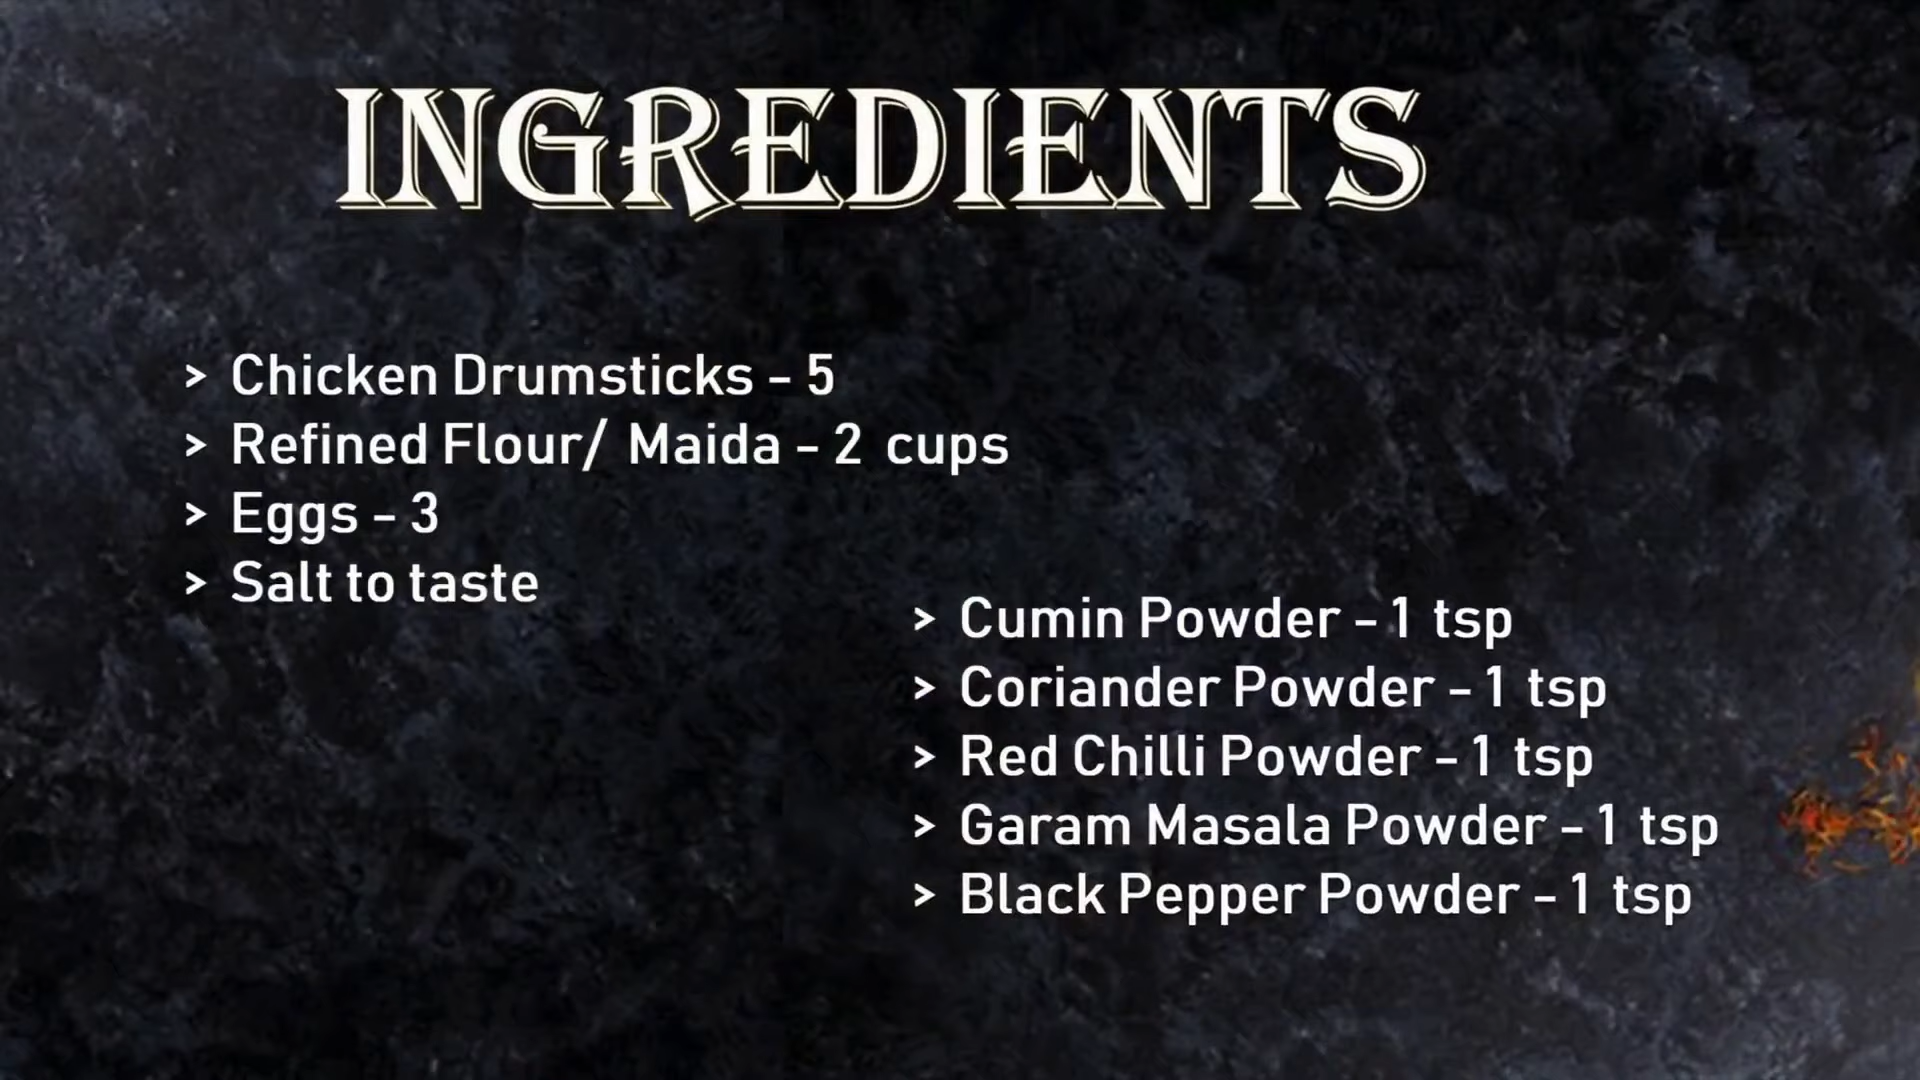 INGREDIENTS
> Chicken Drumsticks - 5
> Refined Flour/ Maida - 2 cups
> Eggs - 3
> Salt to taste
> Cumin Powder - 1 tsp
> Coriander Powder - 1 tsp
> Red Chilli Powder - 1 tsp
> Garam Masala Powder - 1 tsp
> Black Pepper Powder - 1 tsp